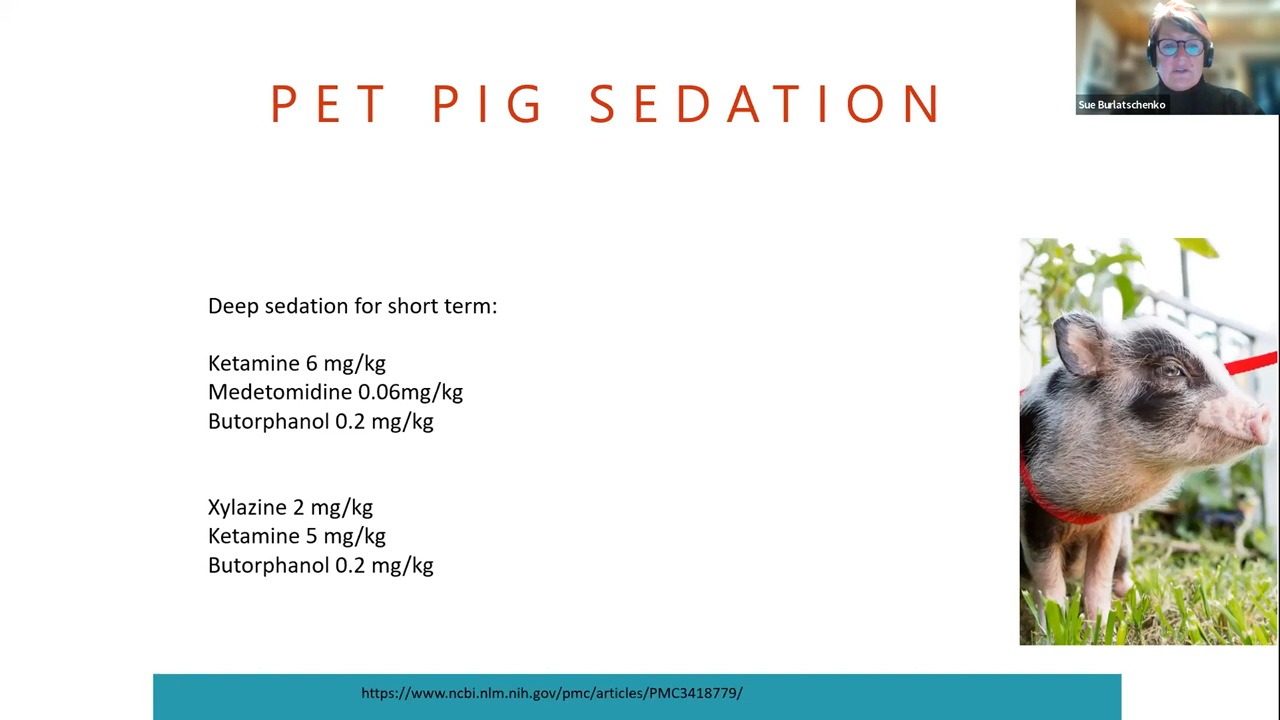 PET PIG SEDATION
Sue Burlatschenko
Deep sedation for short term:
Ketamine 6 mg/kg
Medetomidine 0.06mg/kg
Butorphanol 0.2 mg/kg
Xylazine 2 mg/kg
Ketamine 5 mg/kg
Butorphanol 0.2 mg/kg
https://www.ncbi.nlm.nih.gov/pmc/articles/PMC3418779/